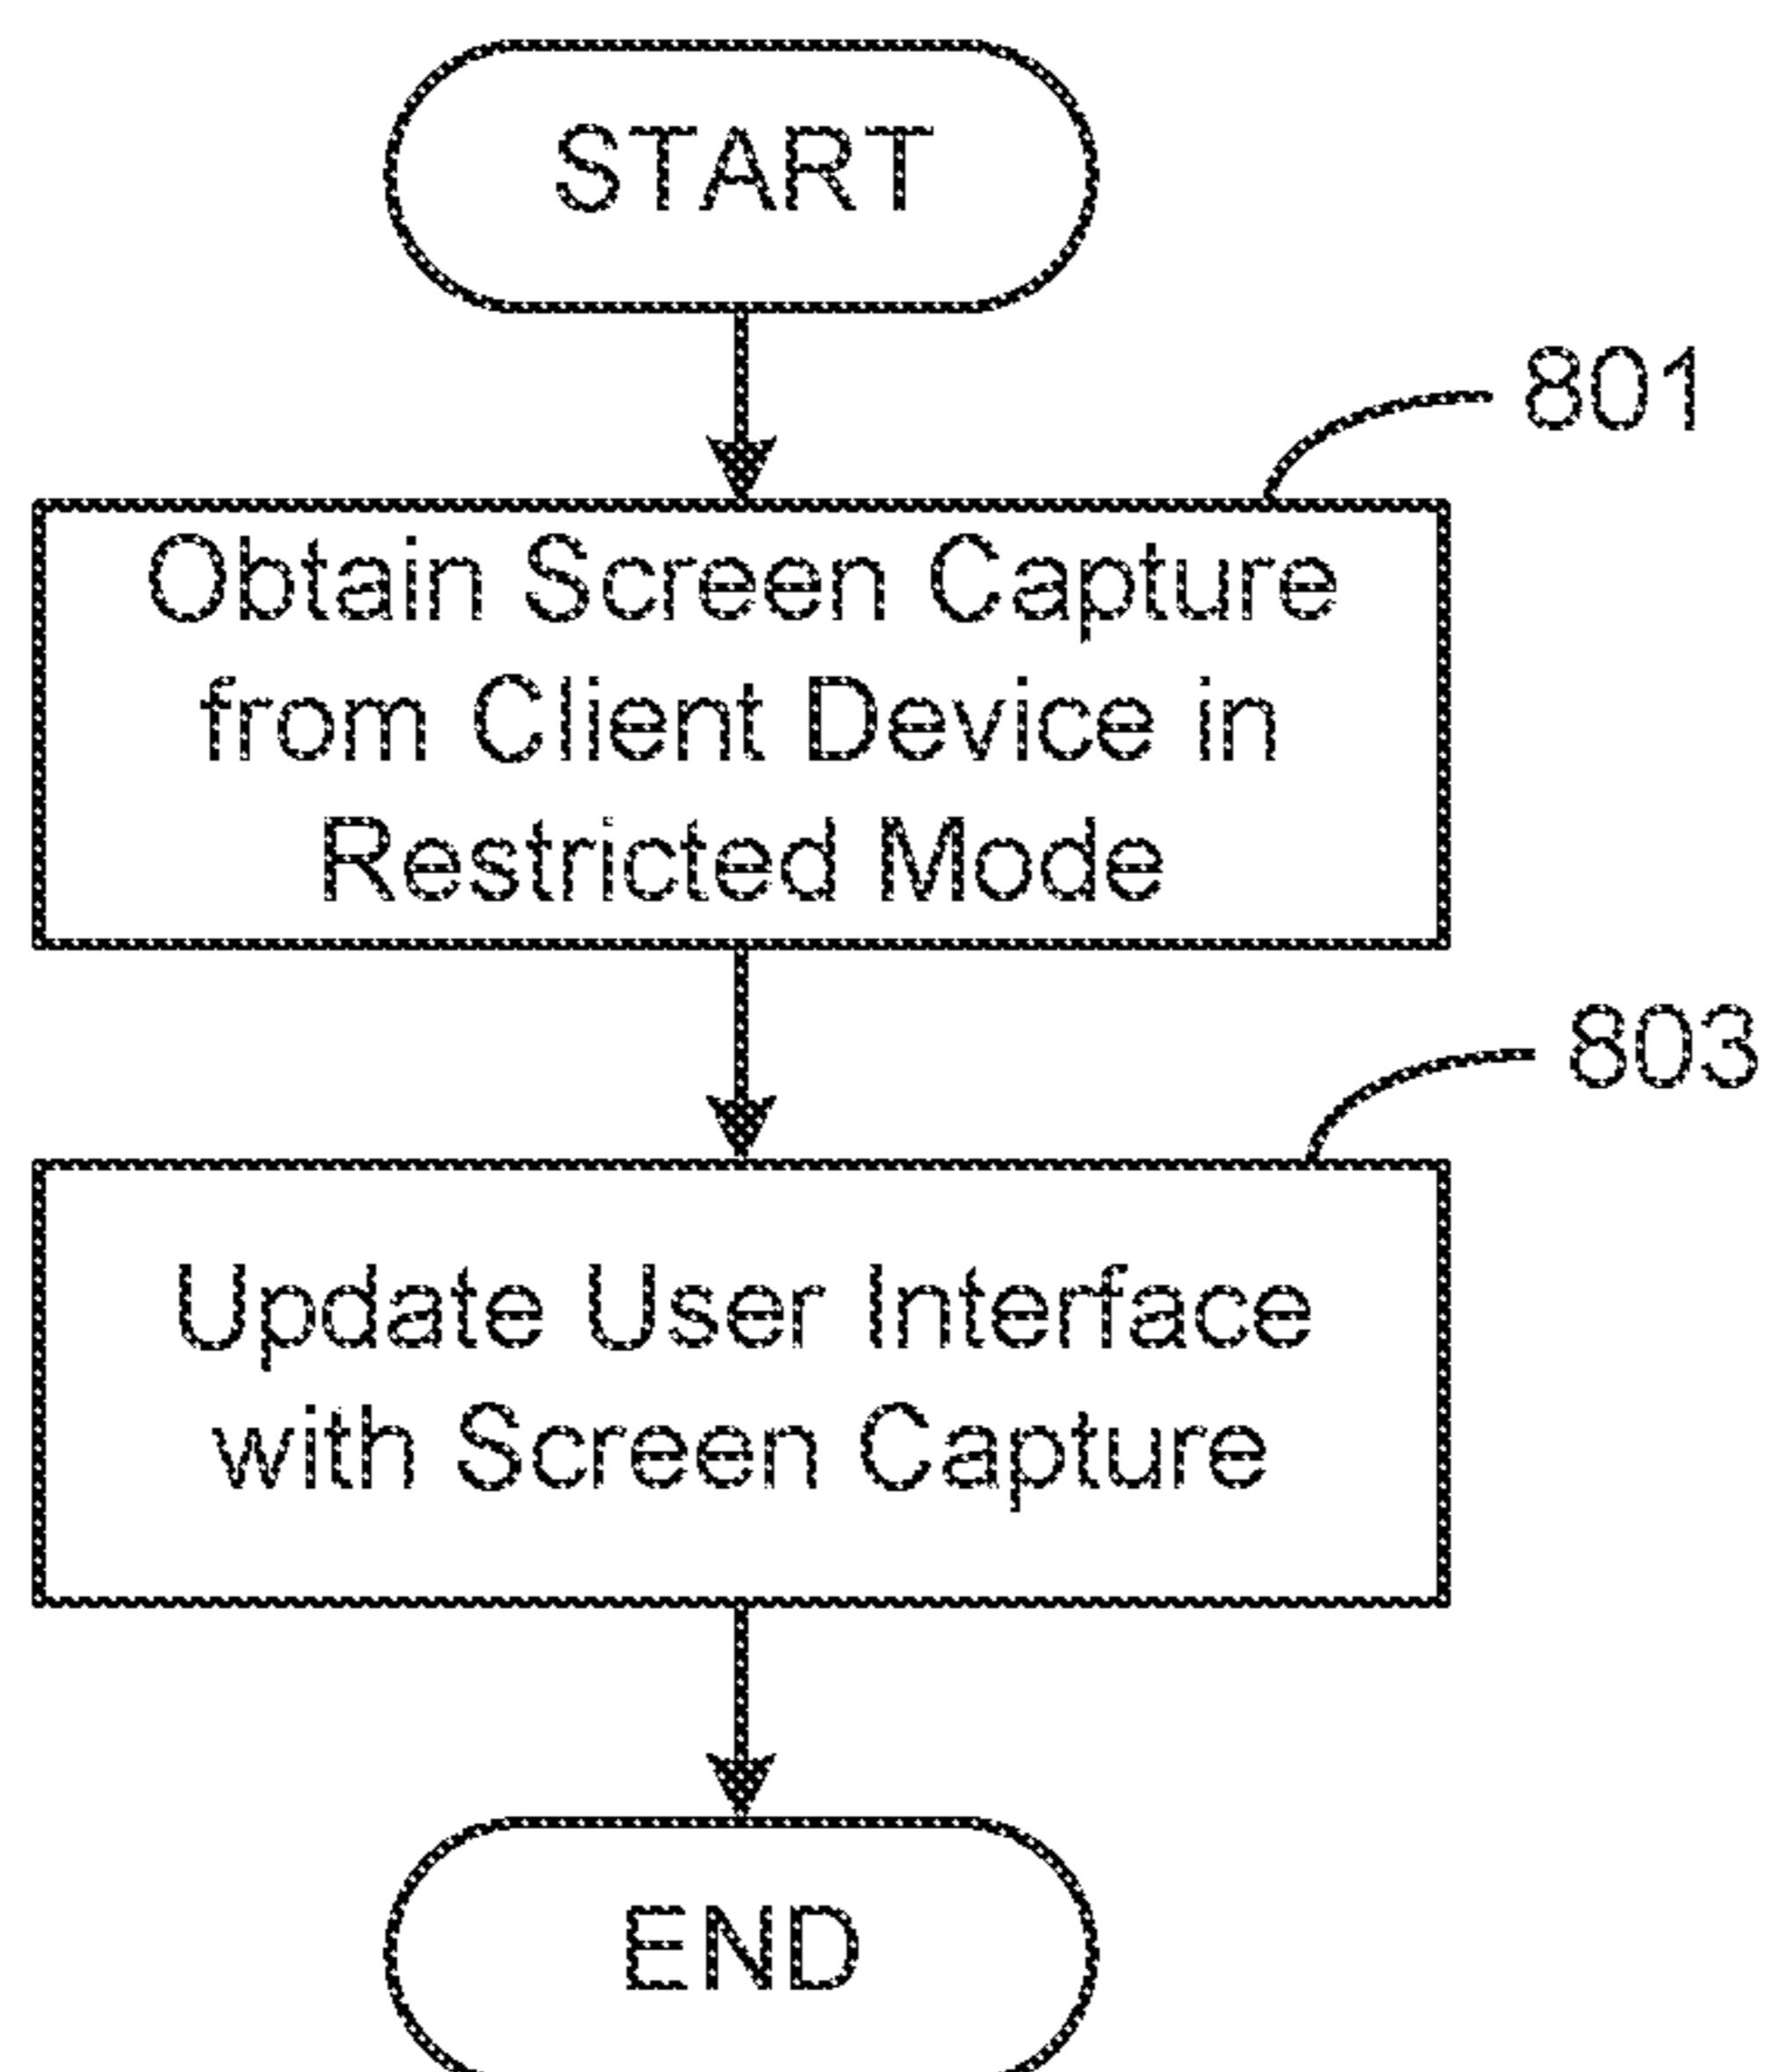 START
801
Obtain Screen Capture
from Client Device in
Restricted Mode
803
Update User Interface
with Screen Capture
END